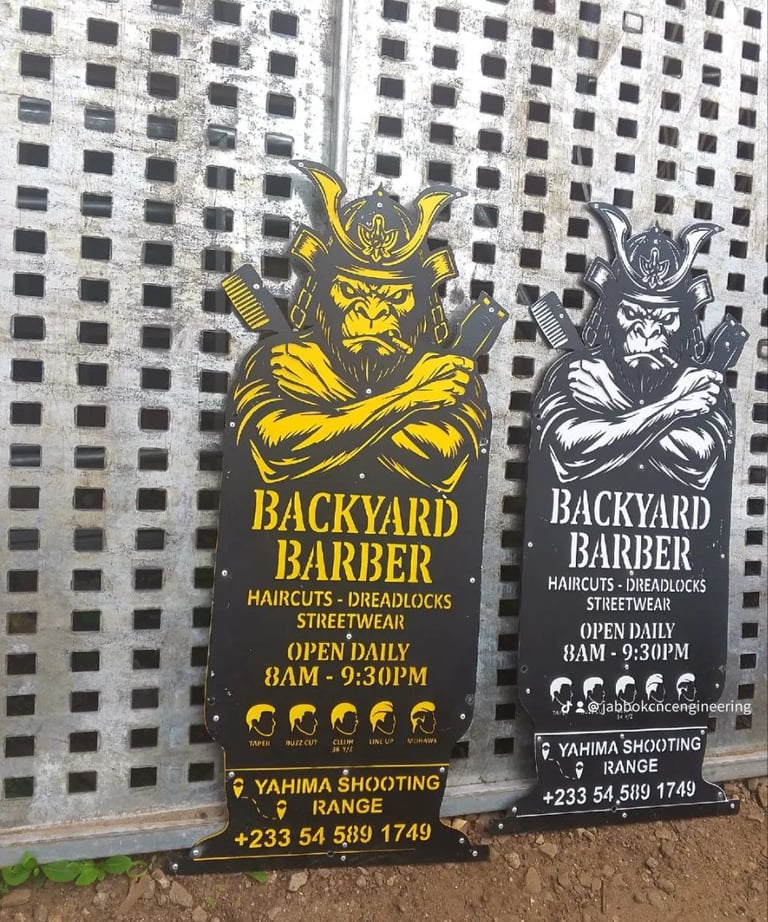 BACKYARD
BARBER
HAIRCUTS - DREADLOCKS
STREETWEAR
OPEN DAILY
8AM - 9:30PM
TAPER BUZZ CUT LINE UP MOHAWK
YAHIMA SHOOTING
RANGE
+233 54 589 1749
BACKYARD
BARBER
HAIRCUTS - DREADLOCKS
STREETWEAR
OPEN DAILY
8AM - 9:30PM
@jabbokcncengineering
YAHIMA SHOOTING
RANGE
+233 54 589 1749